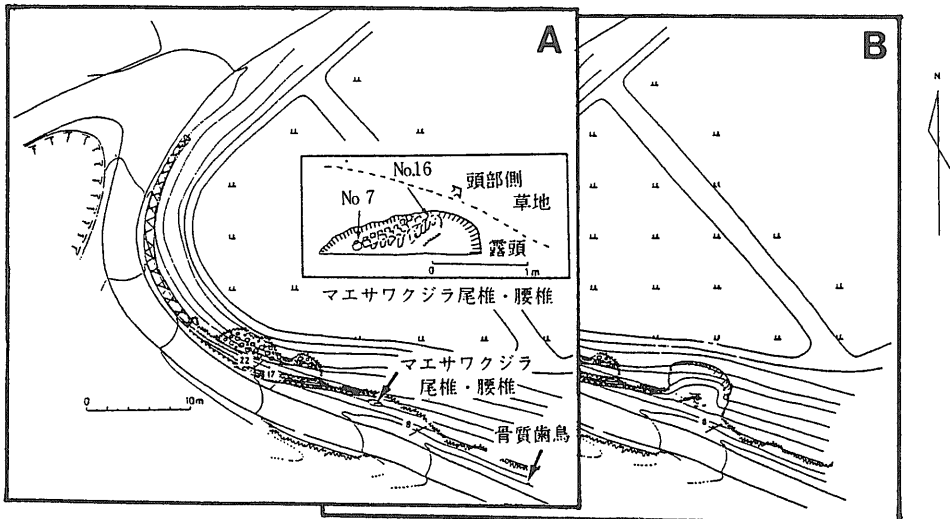 A
B
N
No.16
No 7
頭部側
草地
露頭
0 1m
マエサワクジラ尾椎・腰椎
マエサワクジラ
尾椎・腰椎
22
17
0 10m
8
8
骨質歯鳥